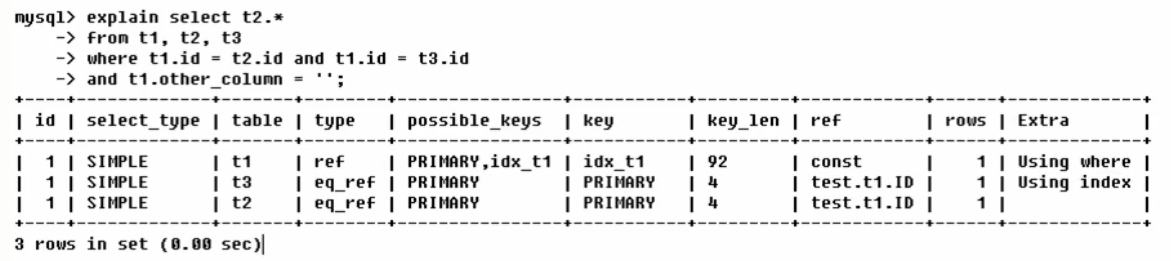 mysql> explain select t2.*
    -> from t1, t2, t3
    -> where t1.id = t2.id and t1.id = t3.id
    -> and t1.other_column = '';
+----+-------------+-------+--------+----------------+---------+---------+------------+------+-------------+
| id | select_type | table | type   | possible_keys  | key     | key_len | ref        | rows | Extra       |
+----+-------------+-------+--------+----------------+---------+---------+------------+------+-------------+
|  1 | SIMPLE      | t1    | ref    | PRIMARY,idx_t1 | idx_t1  | 92      | const      |    1 | Using where |
|  1 | SIMPLE      | t3    | eq_ref | PRIMARY        | PRIMARY | 4       | test.t1.ID |    1 | Using index |
|  1 | SIMPLE      | t2    | eq_ref | PRIMARY        | PRIMARY | 4       | test.t1.ID |    1 |             |
+----+-------------+-------+--------+----------------+---------+---------+------------+------+-------------+
3 rows in set (0.00 sec)